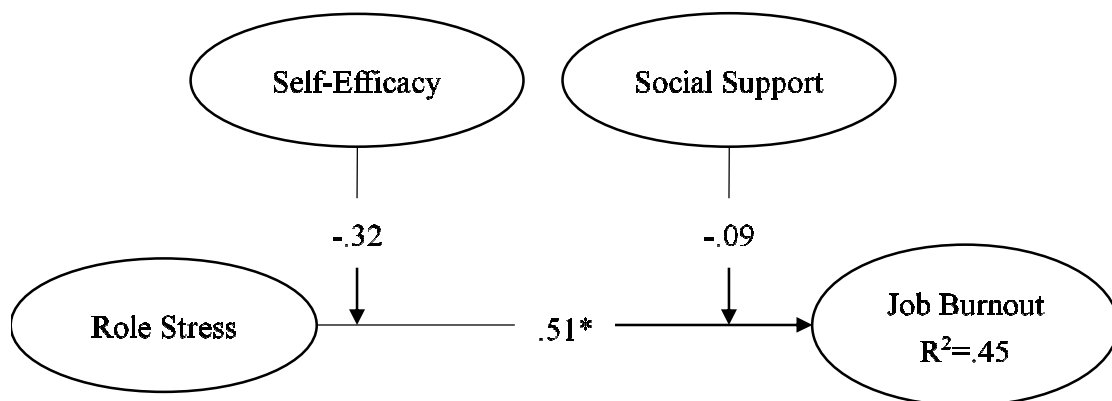 Self-Efficacy
Social Support
-.32
-.09
Role Stress
.51*
Job Burnout
R²=.45